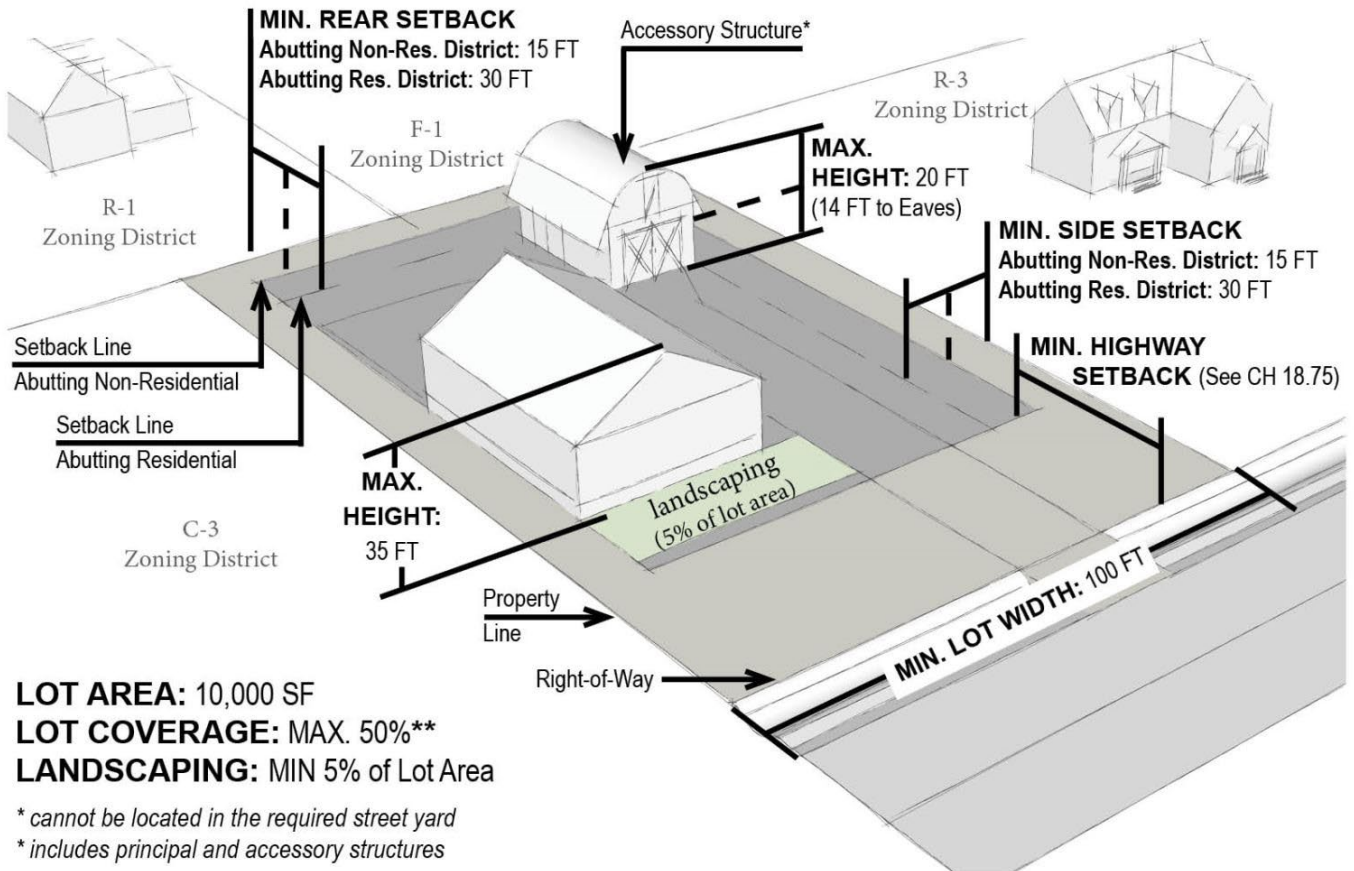 MIN. REAR SETBACK
Abutting Non-Res. District: 15 FT
Abutting Res. District: 30 FT
Accessory Structure*
R-3
Zoning District
F-1
Zoning District
R-1
Zoning District
MAX.
HEIGHT: 20 FT
(14 FT to Eaves)
MIN. SIDE SETBACK
Abutting Non-Res. District: 15 FT
Abutting Res. District: 30 FT
MIN. HIGHWAY
SETBACK (See CH 18.75)
Setback Line
Abutting Non-Residential
Setback Line
Abutting Residential
MAX.
HEIGHT:
35 FT
landscaping
(5% of lot area)
C-3
Zoning District
Property
Line
Right-of-Way
MIN. LOT WIDTH: 100 FT
LOT AREA: 10,000 SF
LOT COVERAGE: MAX. 50%**
LANDSCAPING: MIN 5% of Lot Area
* cannot be located in the required street yard
* includes principal and accessory structures